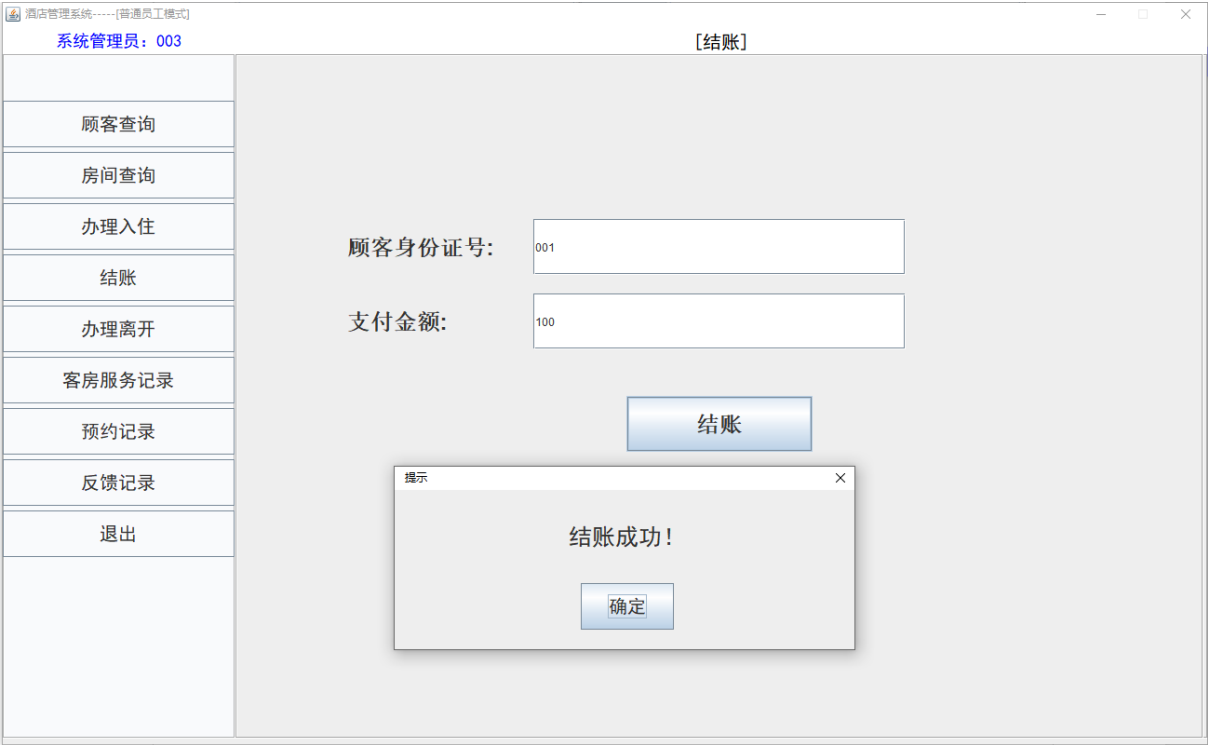 酒店管理系统-----[普通员工模式]
系统管理员：003
[结账]
顾客查询
房间查询
办理入住
结账
办理离开
客房服务记录
预约记录
反馈记录
退出
顾客身份证号: 001
支付金额: 100
结账
提示
结账成功！
确定